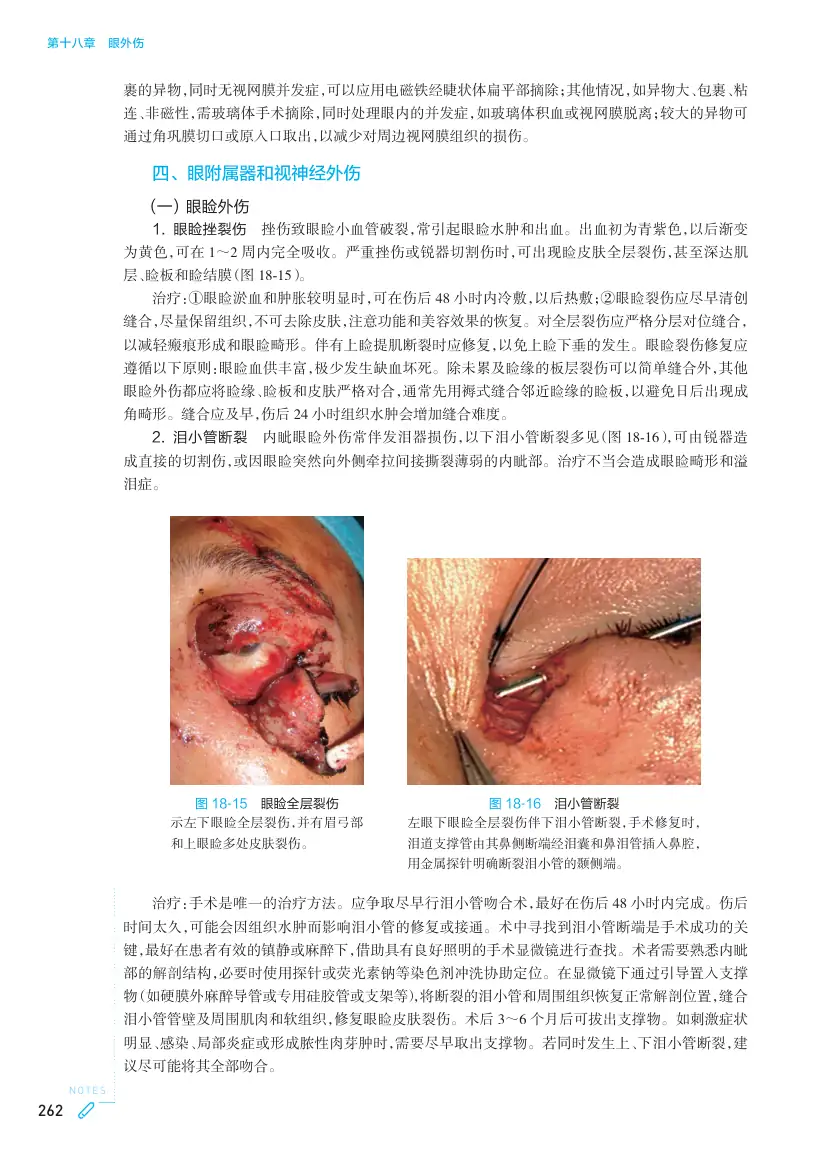 第十八章 眼外伤
裹的异物,同时无视网膜并发症,可以应用电磁铁经睫状体扁平部摘除;其他情况,如异物大、包裹、粘
连、非磁性,需玻璃体手术摘除,同时处理眼内的并发症,如玻璃体积血或视网膜脱离;较大的异物可
通过角巩膜切口或原入口取出,以减少对周边视网膜组织的损伤。
四、眼附属器和视神经外伤
(一)眼睑外伤
1. 眼睑挫裂伤 挫伤致眼睑小血管破裂,常引起眼睑水肿和出血。出血初为青紫色,以后渐变
为黄色,可在 1～2 周内完全吸收。严重挫伤或锐器切割伤时,可出现睑皮肤全层裂伤,甚至深达肌
层、睑板和睑结膜(图 18-15)。
治疗:①眼睑淤血和肿胀较明显时,可在伤后 48 小时内冷敷,以后热敷;②眼睑裂伤应尽早清创
缝合,尽量保留组织,不可去除皮肤,注意功能和美容效果的恢复。对全层裂伤应严格分层对位缝合,
以减轻瘢痕形成和眼睑畸形。伴有上睑提肌断裂时应修复,以免上睑下垂的发生。眼睑裂伤修复应
遵循以下原则:眼睑血供丰富,极少发生缺血坏死。除未累及睑缘的板层裂伤可以简单缝合外,其他
眼睑外伤都应将睑缘、睑板和皮肤严格对合,通常先用褥式缝合邻近睑缘的睑板,以避免日后出现成
角畸形。缝合应及早,伤后 24 小时组织水肿会增加缝合难度。
2. 泪小管断裂 内眦眼睑外伤常伴发泪器损伤,以下泪小管断裂多见(图 18-16),可由锐器造
成直接的切割伤,或因眼睑突然向外侧牵拉间接撕裂薄弱的内眦部。治疗不当会造成眼睑畸形和溢
泪症。
图 18-15 眼睑全层裂伤
示左下眼睑全层裂伤,并有眉弓部
和上眼睑多处皮肤裂伤。
图 18-16 泪小管断裂
左眼下眼睑全层裂伤伴下泪小管断裂,手术修复时,
泪道支撑管由其鼻侧断端经泪囊和鼻泪管插入鼻腔,
用金属探针明确断裂泪小管的颞侧端。
治疗:手术是唯一的治疗方法。应争取尽早行泪小管吻合术,最好在伤后 48 小时内完成。伤后
时间太久,可能会因组织水肿而影响泪小管的修复或接通。术中寻找到泪小管断端是手术成功的关
键,最好在患者有效的镇静或麻醉下,借助具有良好照明的手术显微镜进行查找。术者需要熟悉内眦
部的解剖结构,必要时使用探针或荧光素钠等染色剂冲洗协助定位。在显微镜下通过引导置入支撑
物(如硬膜外麻醉导管或专用硅胶管或支架等),将断裂的泪小管和周围组织恢复正常解剖位置,缝合
泪小管管壁及周围肌肉和软组织,修复眼睑皮肤裂伤。术后 3～6 个月后可拔出支撑物。如刺激症状
明显、感染、局部炎症或形成脓性肉芽肿时,需要尽早取出支撑物。若同时发生上、下泪小管断裂,建
议尽可能将其全部吻合。
NOTES
262